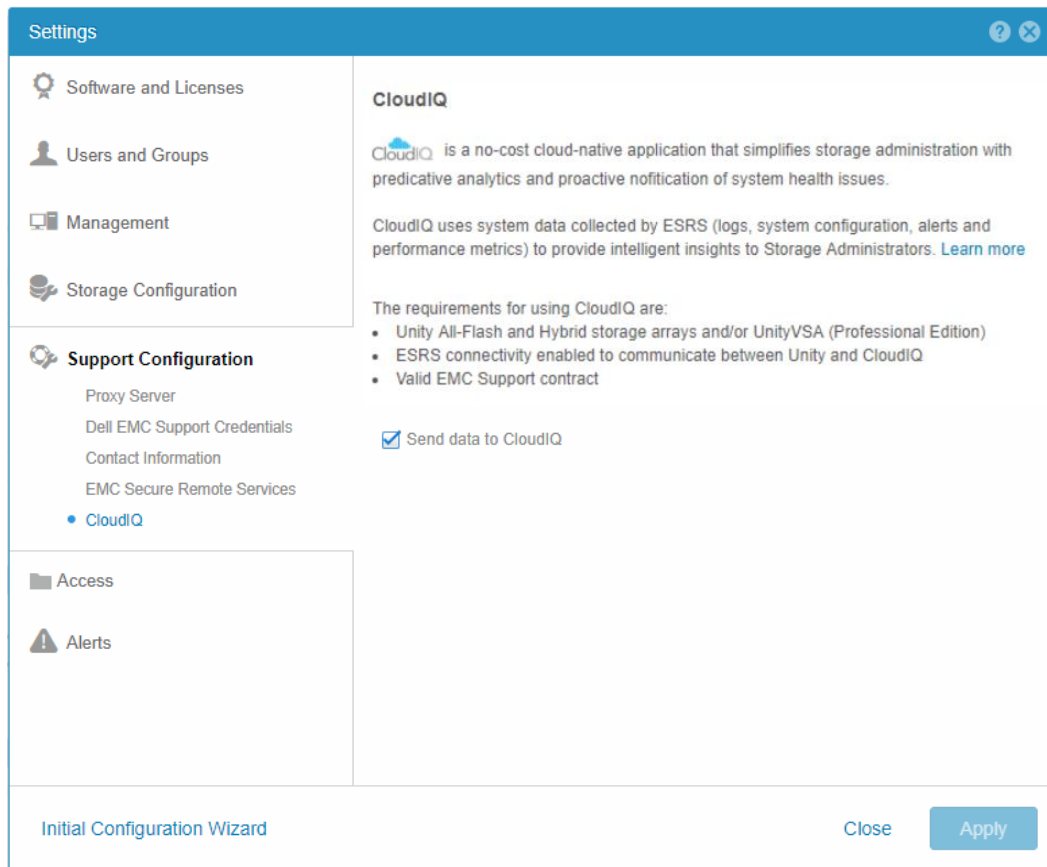 Settings
Software and Licenses
Users and Groups
Management
Storage Configuration
Support Configuration
Proxy Server
Dell EMC Support Credentials
Contact Information
EMC Secure Remote Services
CloudIQ
Access
Alerts
CloudIQ
CloudIQ is a no-cost cloud-native application that simplifies storage administration with
predicative analytics and proactive nofitication of system health issues.
CloudIQ uses system data collected by ESRS (logs, system configuration, alerts and
performance metrics) to provide intelligent insights to Storage Administrators. Learn more
The requirements for using CloudIQ are:
• Unity All-Flash and Hybrid storage arrays and/or UnityVSA (Professional Edition)
• ESRS connectivity enabled to communicate between Unity and CloudIQ
• Valid EMC Support contract
Send data to CloudIQ
Initial Configuration Wizard
Close
Apply